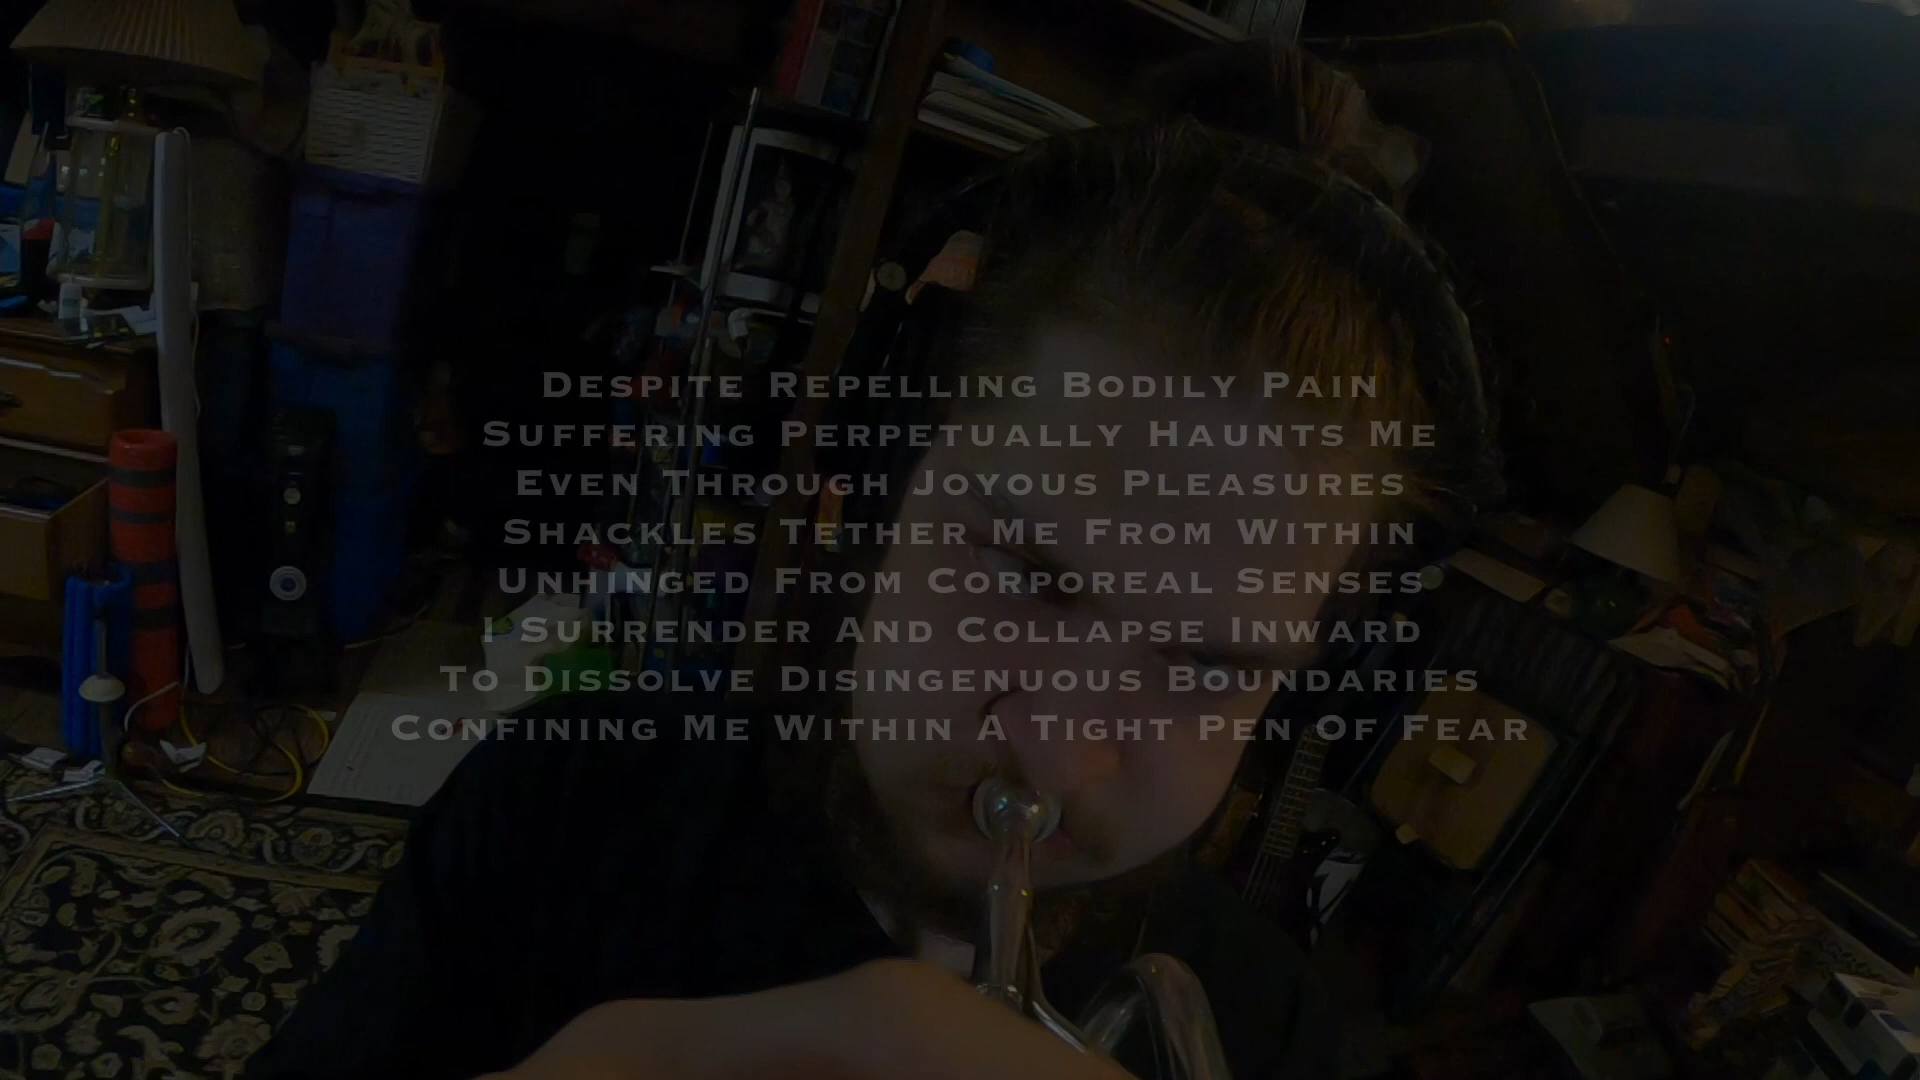 Despite Repelling Bodily Pain
Suffering Perpetually Haunts Me
Even Through Joyous Pleasures
Shackles Tether Me From Within
Unhinged From Corporeal Senses
I Surrender And Collapse Inward
To Dissolve Disingenuous Boundaries
Confining Me Within A Tight Pen Of Fear